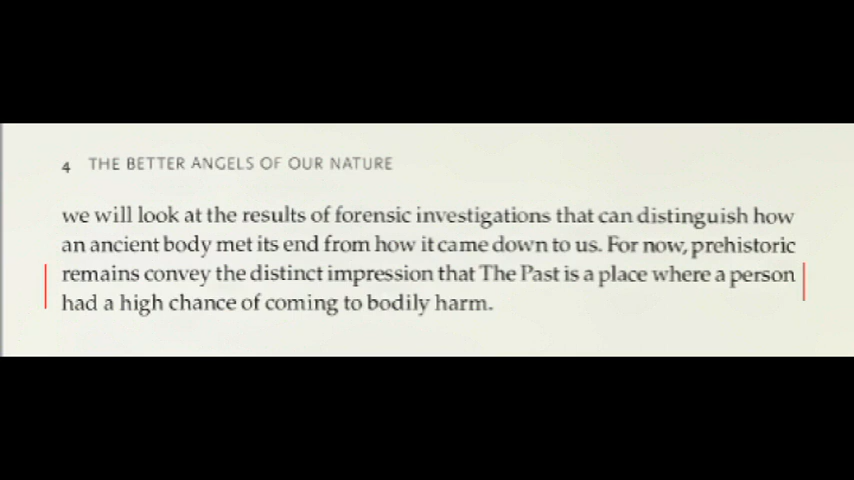 4 THE BETTER ANGELS OF OUR NATURE
we will look at the results of forensic investigations that can distinguish how
an ancient body met its end from how it came down to us. For now, prehistoric
remains convey the distinct impression that The Past is a place where a person
had a high chance of coming to bodily harm.